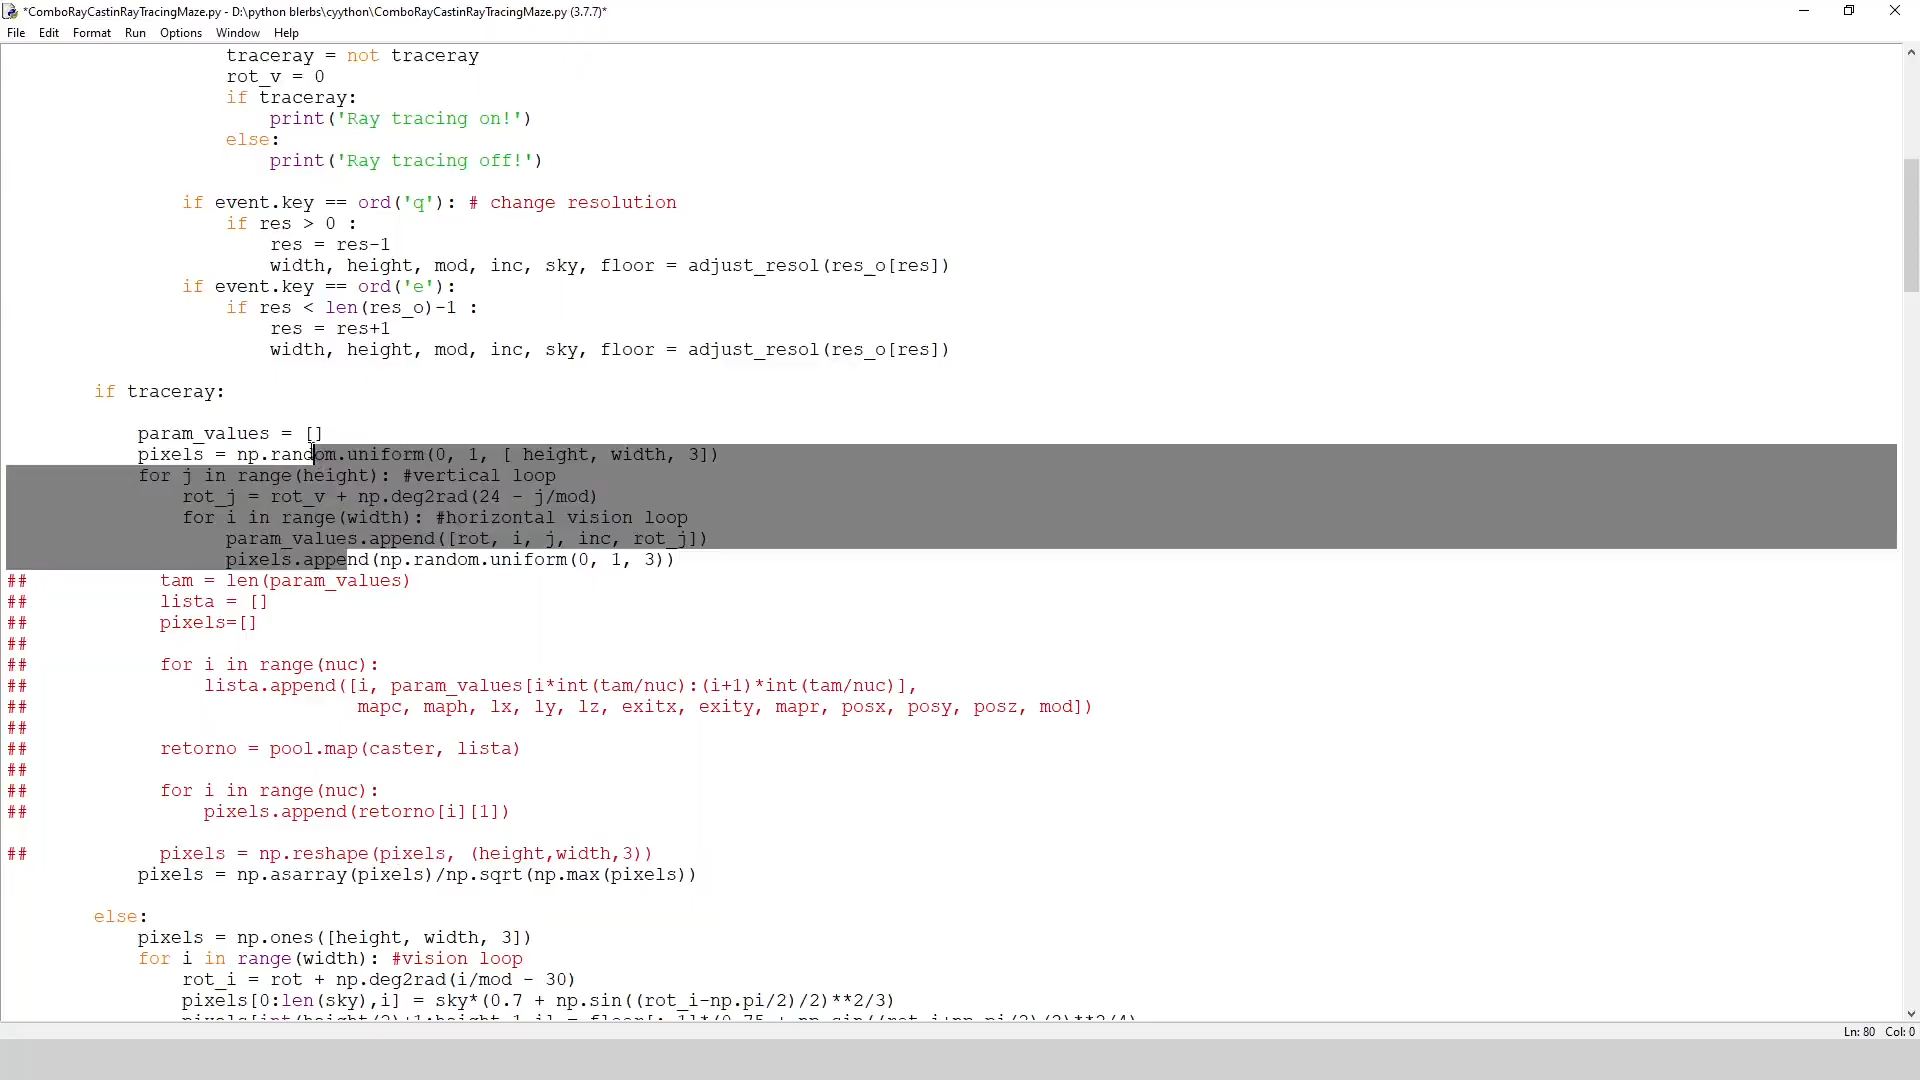 *ComboRayCastinRayTracingMaze.py - D:\python blerbs\cyython\ComboRayCastinRayTracingMaze.py (3.7.7)*
File Edit Format Run Options Window Help
traceray = not traceray
rot_v = 0
if traceray:
print('Ray tracing on!')
else:
print('Ray tracing off!')
if event.key == ord('q'): # change resolution
if res > 0 :
res = res-1
width, height, mod, inc, sky, floor = adjust_resol(res_o[res])
if event.key == ord('e'):
if res < len(res_o)-1 :
res = res+1
width, height, mod, inc, sky, floor = adjust_resol(res_o[res])
if traceray:
param_values = []
pixels = np.random.uniform(0, 1, [ height, width, 3])
for j in range(height): #vertical loop
rot_j = rot_v + np.deg2rad(24 - j/mod)
for i in range(width): #horizontal vision loop
param_values.append([rot, i, j, inc, rot_j])
pixels.append(np.random.uniform(0, 1, 3))
## tam = len(param_values)
## lista = []
## pixels=[]
##
## for i in range(nuc):
## lista.append([i, param_values[i*int(tam/nuc):(i+1)*int(tam/nuc)],
## mapc, maph, lx, ly, lz, exitx, exity, mapr, posx, posy, posz, mod])
##
## retorno = pool.map(caster, lista)
##
## for i in range(nuc):
## pixels.append(retorno[i][1])
## pixels = np.reshape(pixels, (height,width,3))
pixels = np.asarray(pixels)/np.sqrt(np.max(pixels))
else:
pixels = np.ones([height, width, 3])
for i in range(width): #vision loop
rot_i = rot + np.deg2rad(i/mod - 30)
pixels[0:len(sky),i] = sky*(0.7 + np.sin((rot_i-np.pi/2)/2)**2/3)
Ln: 80 Col: 0